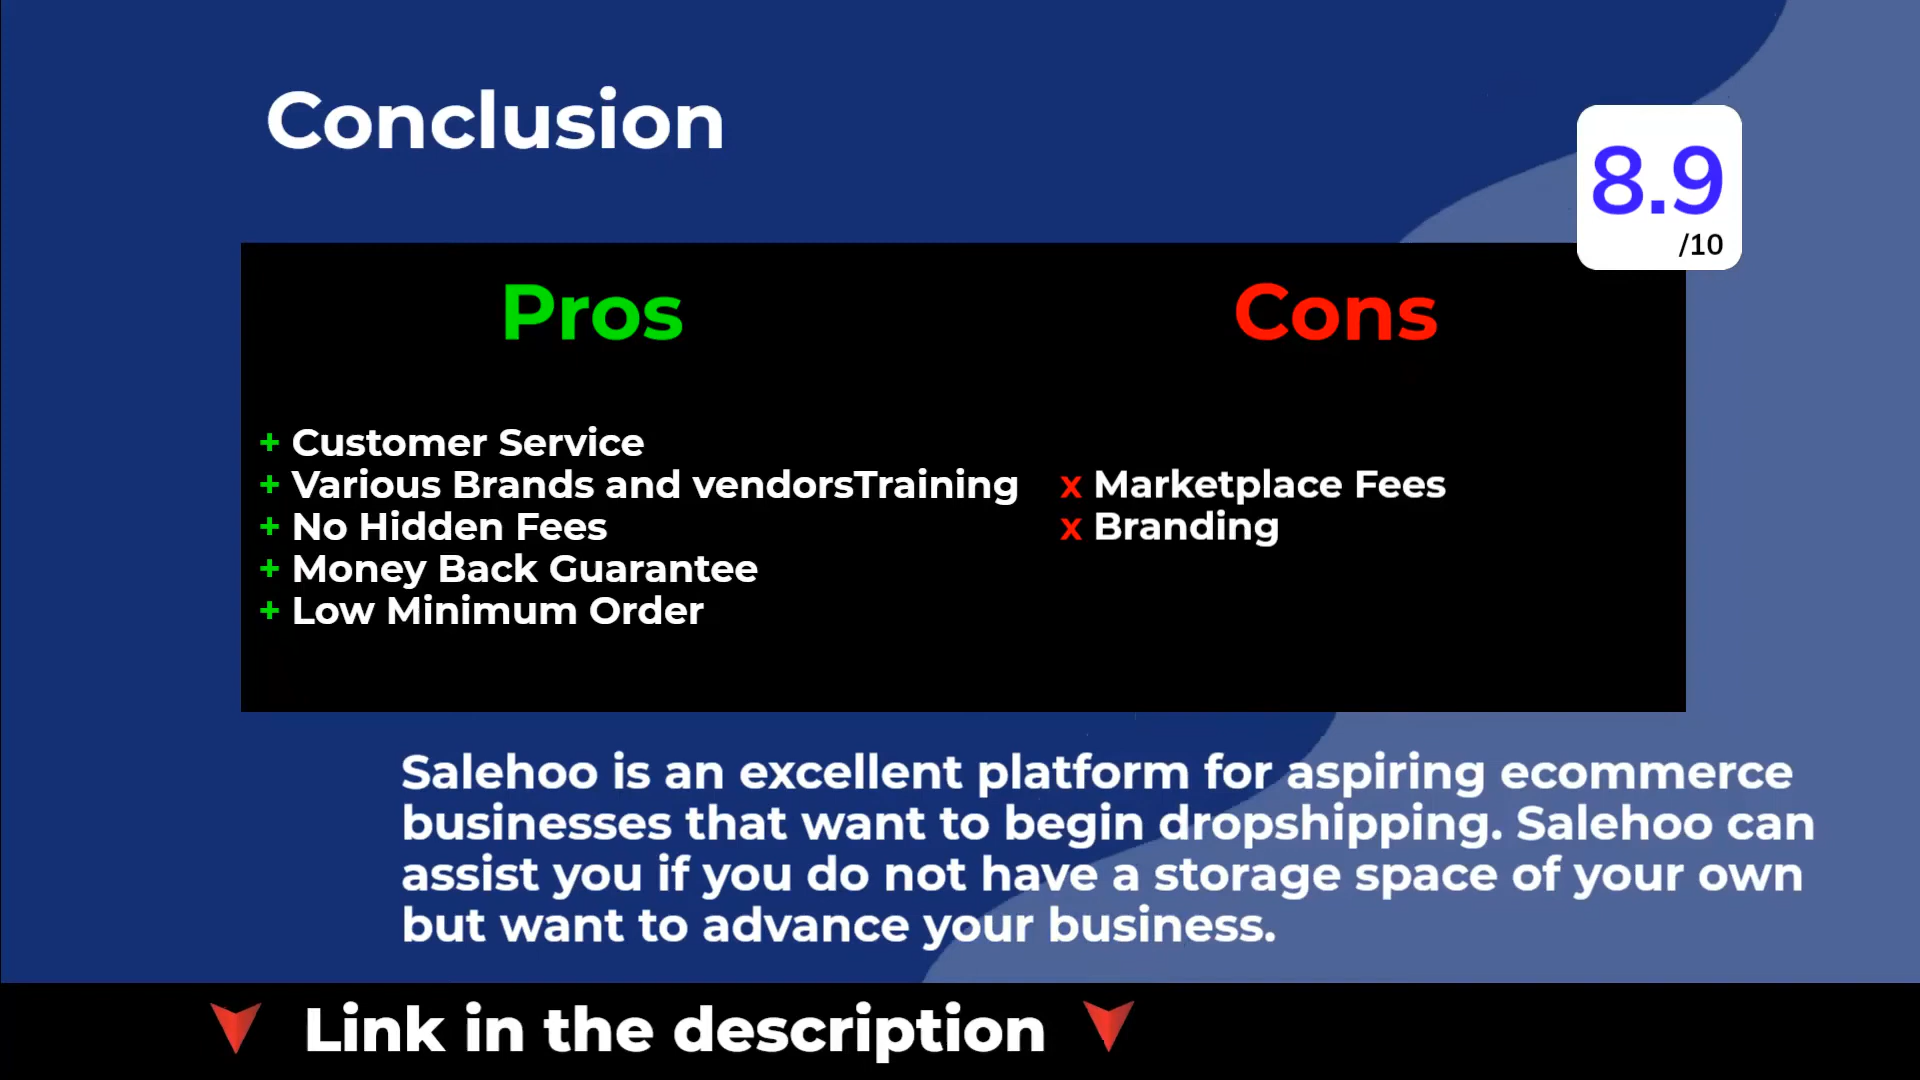 Conclusion
8.9
/10
Pros
+ Customer Service
+ Various Brands and vendorsTraining
+ No Hidden Fees
+ Money Back Guarantee
+ Low Minimum Order
Cons
x Marketplace Fees
x Branding
Salehoo is an excellent platform for aspiring ecommerce
businesses that want to begin dropshipping. Salehoo can
assist you if you do not have a storage space of your own
but want to advance your business.
Link in the description